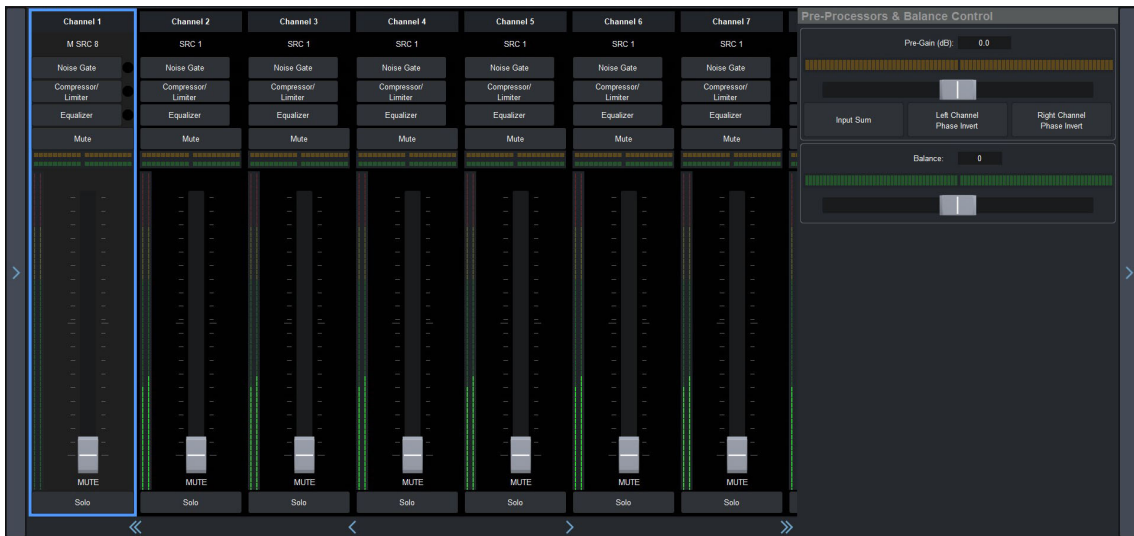 Channel 1
M SRC 8
Noise Gate
Compressor/
Limiter
Equalizer
Mute
MUTE
Solo
Channel 2
SRC 1
Noise Gate
Compressor/
Limiter
Equalizer
Mute
MUTE
Solo
Channel 3
SRC 1
Noise Gate
Compressor/
Limiter
Equalizer
Mute
MUTE
Solo
Channel 4
SRC 1
Noise Gate
Compressor/
Limiter
Equalizer
Mute
MUTE
Solo
Channel 5
SRC 1
Noise Gate
Compressor/
Limiter
Equalizer
Mute
MUTE
Solo
Channel 6
SRC 1
Noise Gate
Compressor/
Limiter
Equalizer
Mute
MUTE
Solo
Channel 7
SRC 1
Noise Gate
Compressor/
Limiter
Equalizer
Mute
MUTE
Solo
Pre-Processors & Balance Control
Pre-Gain (dB): 0.0
Input Sum
Left Channel
Phase Invert
Right Channel
Phase Invert
Balance: 0